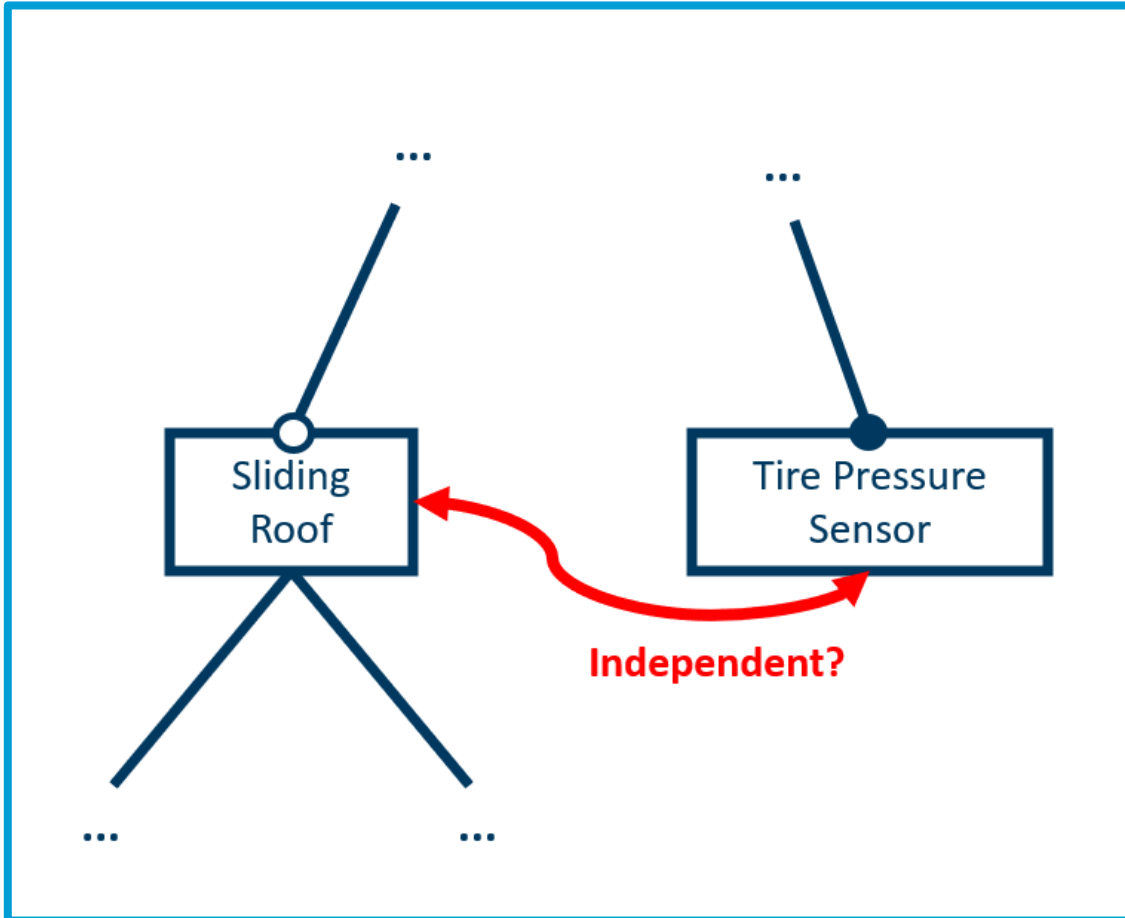 ...
...
Sliding
Roof
Tire Pressure
Sensor
Independent?
...
...